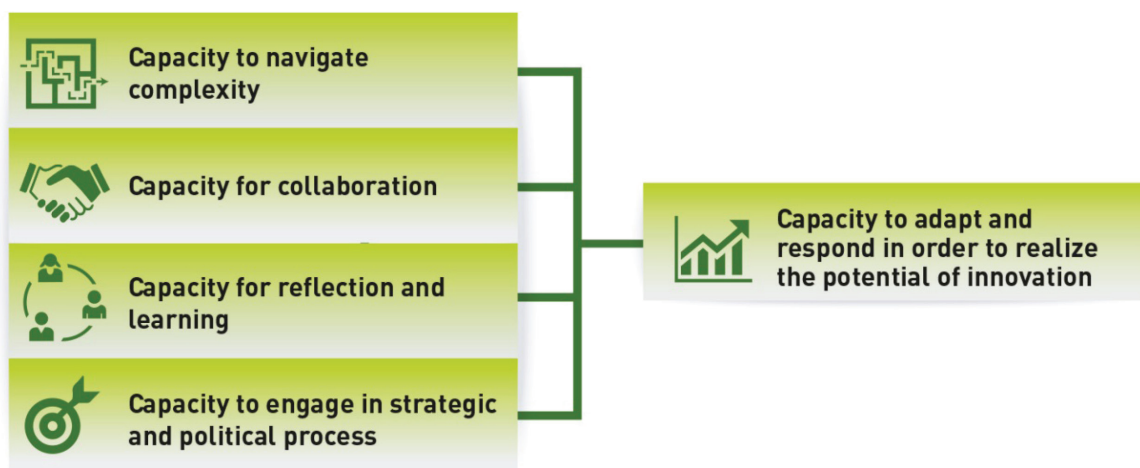 Capacity to navigate
complexity
Capacity for collaboration
Capacity for reflection and
learning
Capacity to engage in strategic
and political process
Capacity to adapt and
respond in order to realize
the potential of innovation